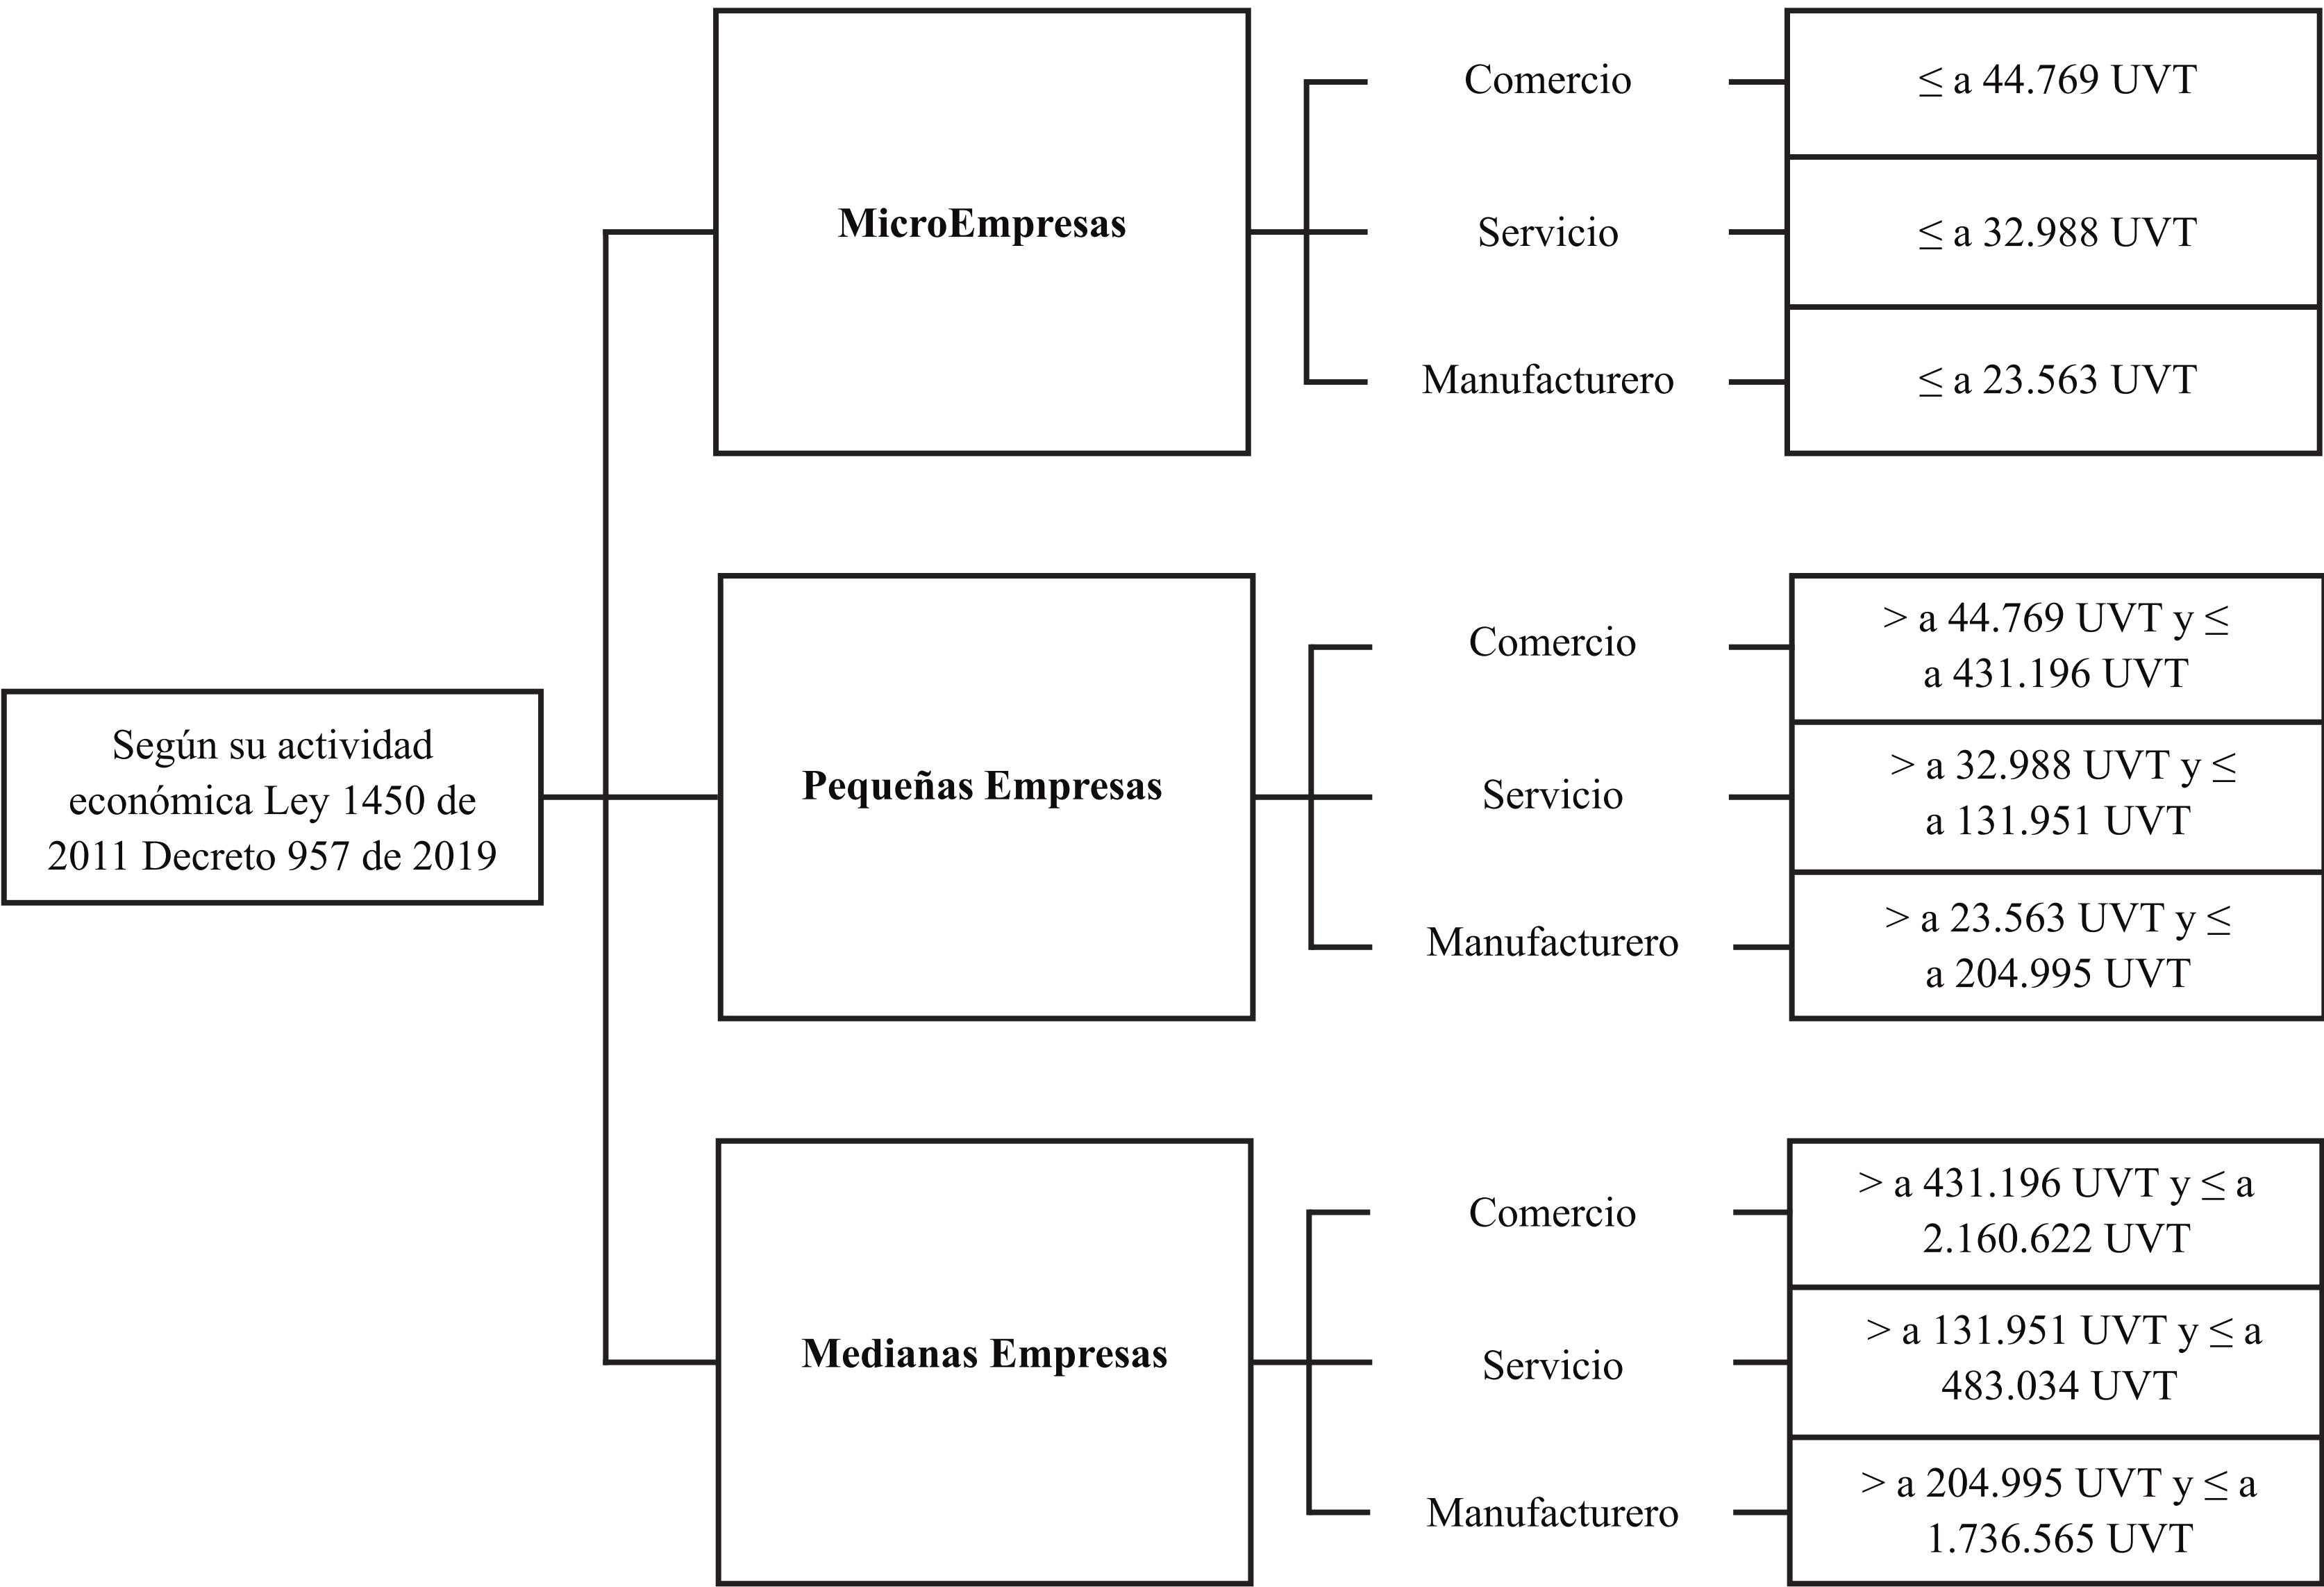 Según su actividad
económica Ley 1450 de
2011 Decreto 957 de 2019
MicroEmpresas
Comercio
≤ a 44.769 UVT
Servicio
≤ a 32.988 UVT
Manufacturero
≤ a 23.563 UVT
Pequeñas Empresas
Comercio
> a 44.769 UVT y ≤
a 431.196 UVT
Servicio
> a 32.988 UVT y ≤
a 131.951 UVT
Manufacturero
> a 23.563 UVT y ≤
a 204.995 UVT
Medianas Empresas
Comercio
> a 431.196 UVT y ≤ a
2.160.622 UVT
Servicio
> a 131.951 UVT y ≤ a
483.034 UVT
Manufacturero
> a 204.995 UVT y ≤ a
1.736.565 UVT